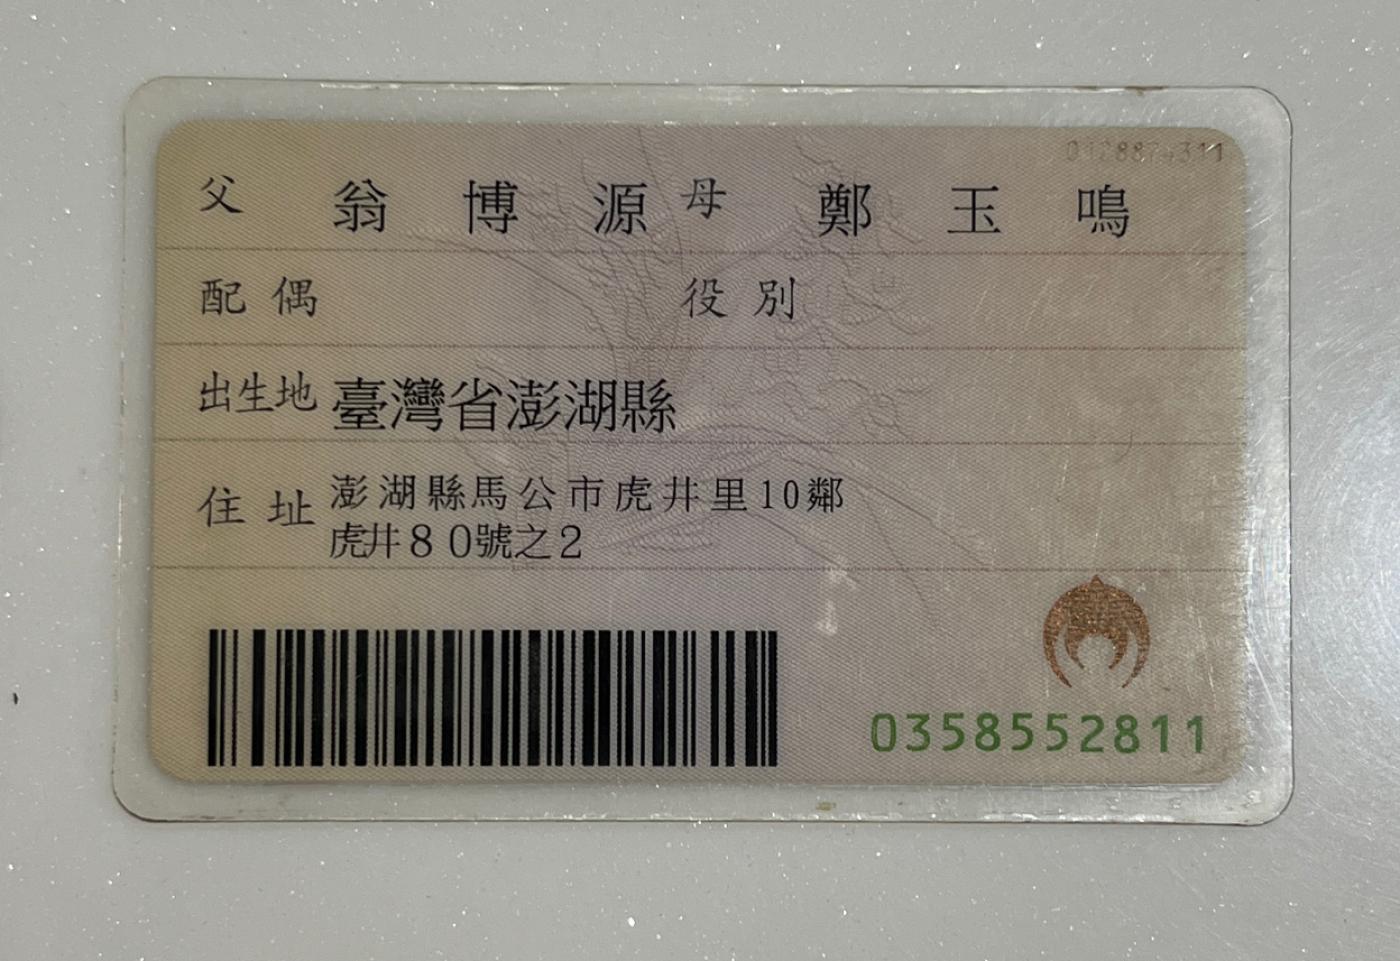 父 翁博源 母 鄭玉鳴
配偶 役別
出生地 臺灣省澎湖縣
住址 澎湖縣馬公市虎井里10鄰
虎井80號之2
0358552811